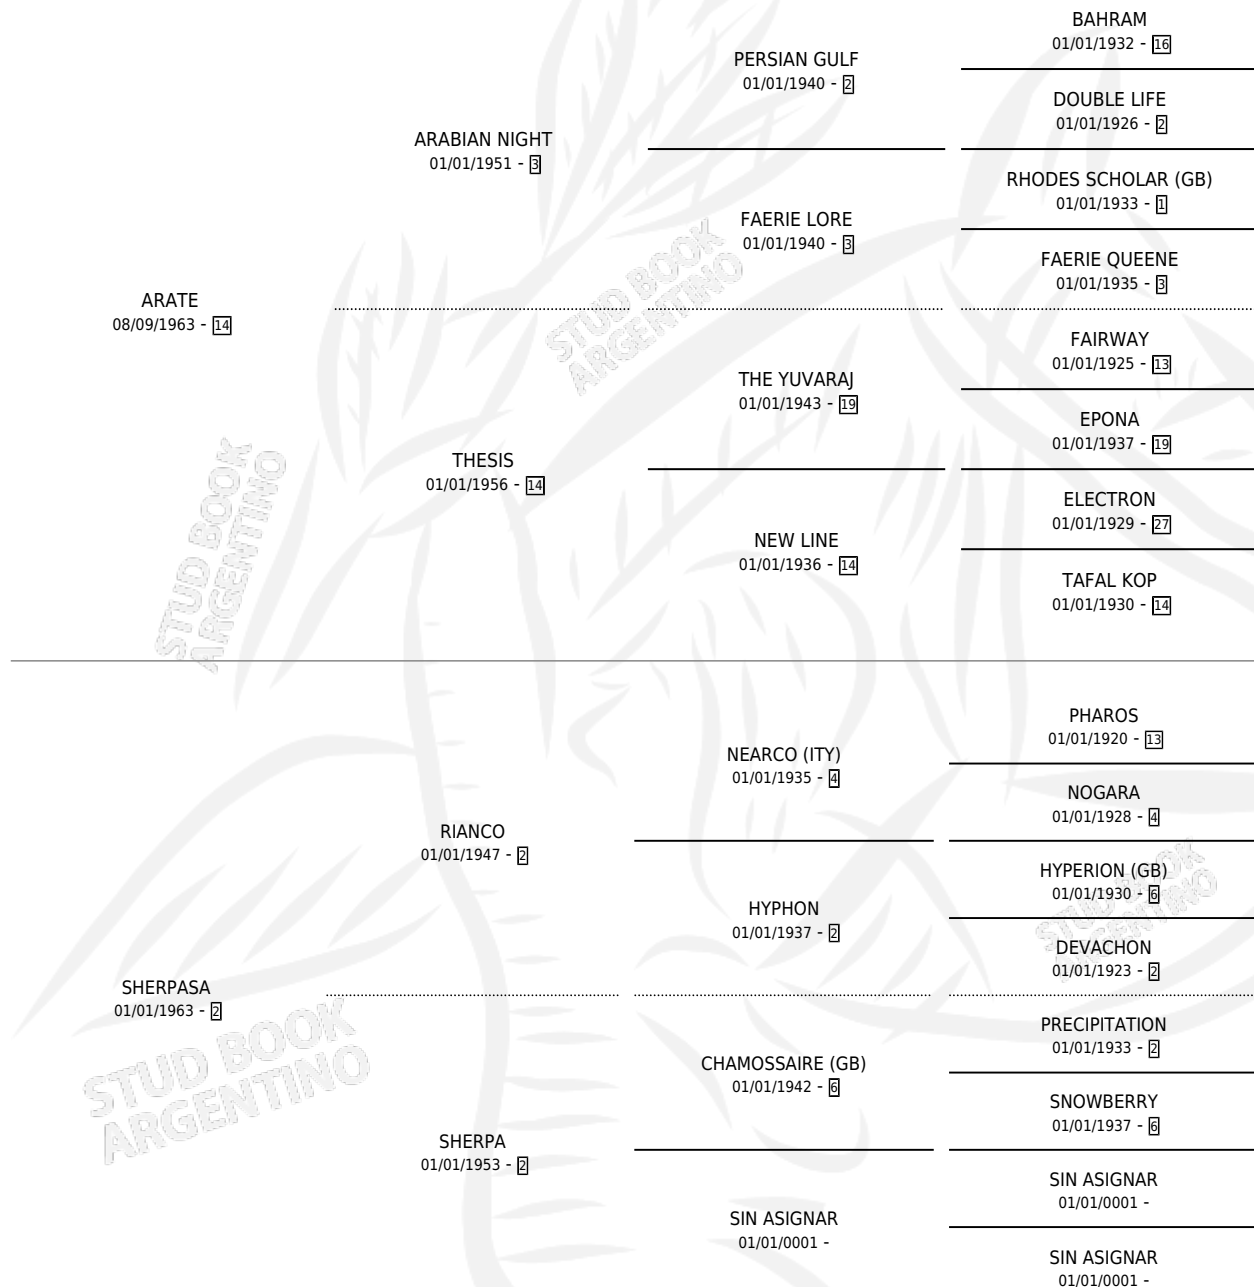 BAHRAM
01/01/1932 - 16
PERSIAN GULF
01/01/1940 - 2
DOUBLE LIFE
01/01/1926 - 2
ARABIAN NIGHT
01/01/1951 - 3
RHODES SCHOLAR (GB)
01/01/1933 - 1
FAERIE LORE
01/01/1940 - 3
FAERIE QUEENE
01/01/1935 - 3
ARATE
08/09/1963 - 14
FAIRWAY
01/01/1925 - 13
THE YUVARAJ
01/01/1943 - 19
EPONA
01/01/1937 - 19
THESIS
01/01/1956 - 14
ELECTRON
01/01/1929 - 27
NEW LINE
01/01/1936 - 14
TAFAL KOP
01/01/1930 - 14
PHAROS
01/01/1920 - 13
NEARCO (ITY)
01/01/1935 - 4
NOGARA
01/01/1928 - 4
RIANCO
01/01/1947 - 2
HYPERION (GB)
01/01/1930 - 6
HYPHON
01/01/1937 - 2
DEVACHON
01/01/1923 - 2
SHERPASA
01/01/1963 - 2
PRECIPITATION
01/01/1933 - 2
CHAMOSSAIRE (GB)
01/01/1942 - 6
SNOWBERRY
01/01/1937 - 6
SHERPA
01/01/1953 - 2
SIN ASIGNAR
01/01/0001 -
SIN ASIGNAR
01/01/0001 -
SIN ASIGNAR
01/01/0001 -
STUD BOOK
ARGENTINO
STUD BOOK
ARGENTINO
STUD BOOK
ARGENTINO
STUD BOOK
ARGENTINO